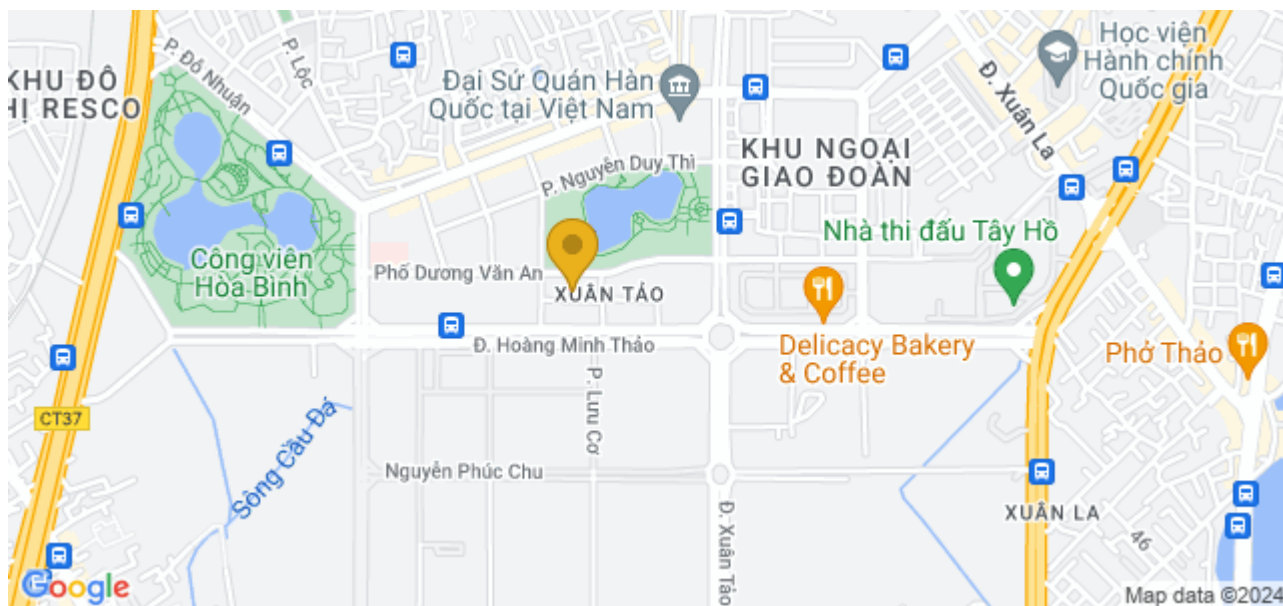 P. Lộc
Học viện
Hành chính
Quốc gia
KHU ĐÔ
HỊ RESCO
P. Đỗ Nhuận
Đại Sứ Quán Hàn
Quốc tại Việt Nam
Đ. Xuân La
KHU NGOẠI
GIAO ĐOÀN
P. Nguyễn Duy Thì
Nhà thi đấu Tây Hồ
Công viên
Hòa Bình
Phố Dương Văn An
XUÂN TẢO
Đ. Hoàng Minh Thảo
Delicacy Bakery
& Coffee
Phở Thảo
CT37
P. Lưu Cơ
Sông Cầu Đá
Nguyễn Phúc Chu
Đ. Xuân Tảo
XUÂN LA
46
Google
Map data ©2024